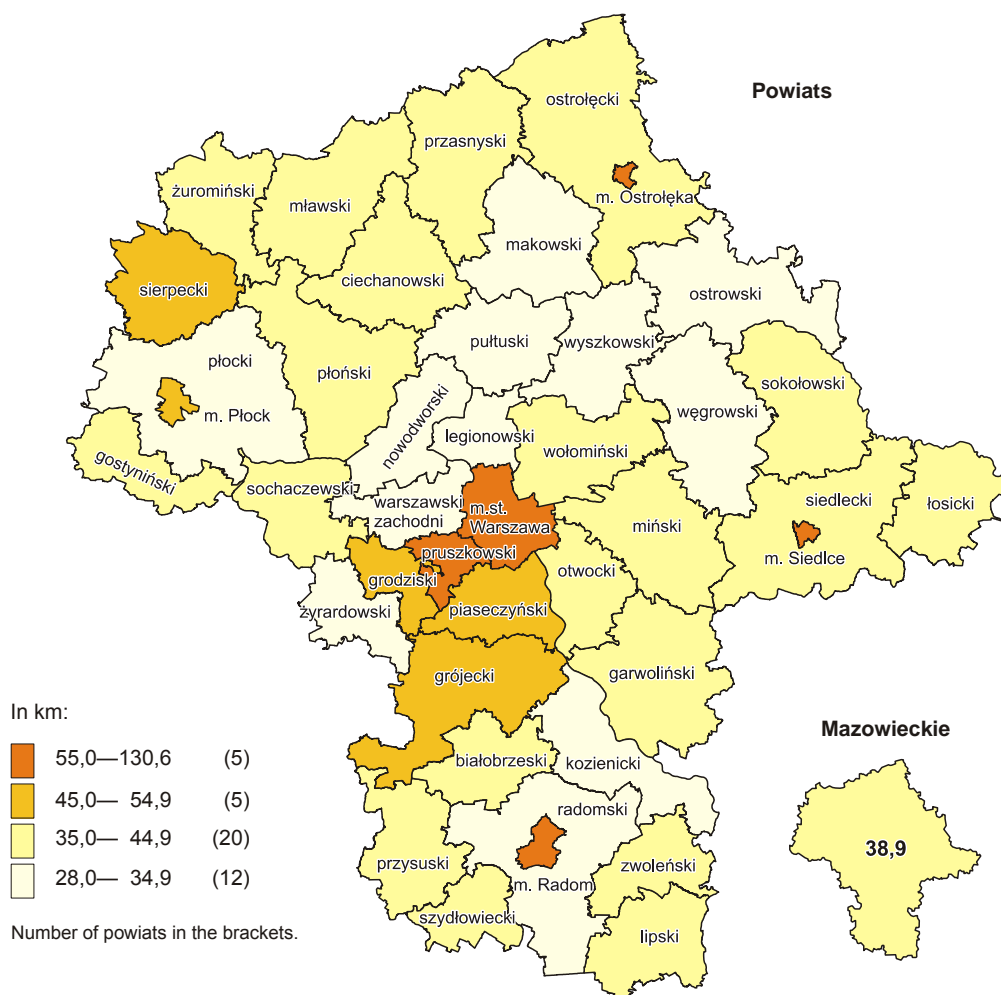 Powiats
ostrołęcki
przasnyski
m. Ostrołęka
żuromiński
mławski
makowski
ciechanowski
sierpecki
ostrowski
pułtuski
wyszkowski
płocki
płoński
sokołowski
m. Płock
nowodworski
węgrowski
legionowski
wołomiński
gostyniński
sochaczewski
siedlecki
łosicki
warszawski
zachodni
m.st.
Warszawa
miński
pruszkowski
m. Siedlce
grodziski
otwocki
żyrardowski
piaseczyński
grójecki
garwoliński
In km:
55,0—130,6 (5)
45,0— 54,9 (5)
35,0— 44,9 (20)
28,0— 34,9 (12)
Number of powiats in the brackets.
białobrzeski
kozienicki
radomski
przysuski
zwoleński
m. Radom
szydłowiecki
lipski
Mazowieckie
38,9